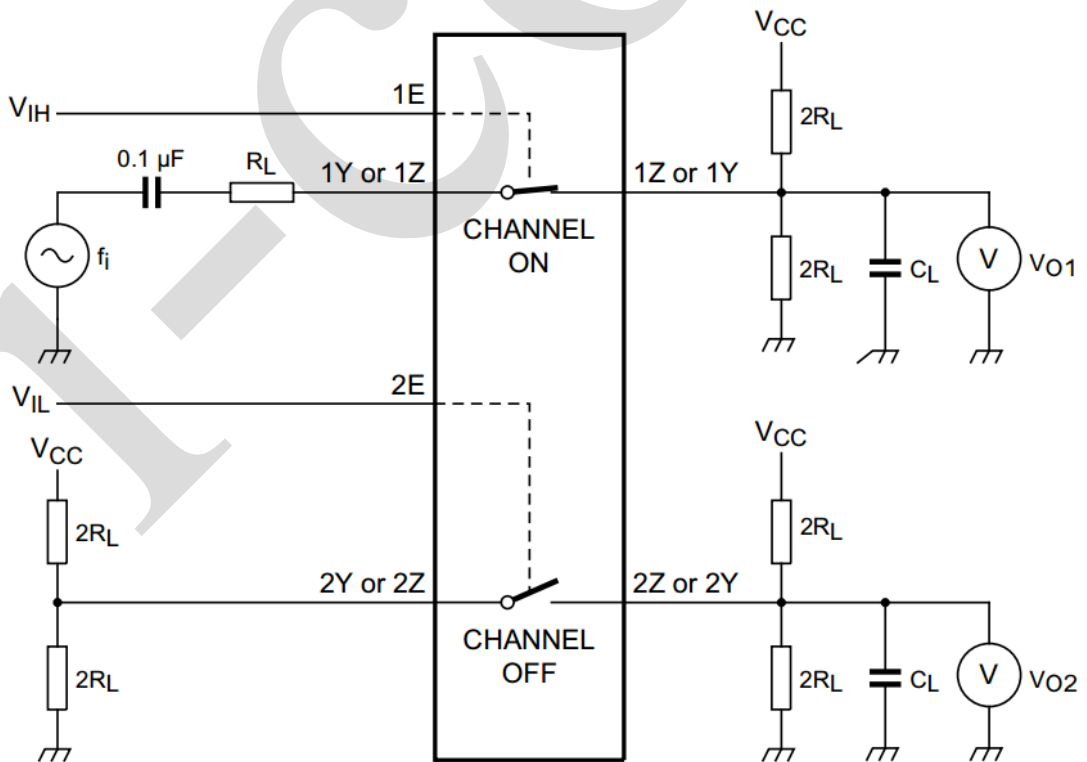 VCC
VIH
1E
2RL
0.1 µF
RL
1Y or 1Z
1Z or 1Y
CHANNEL
ON
fi
2RL
CL
V
VO1
VIL
2E
VCC
VCC
2RL
2RL
2Y or 2Z
2Z or 2Y
CHANNEL
OFF
2RL
2RL
CL
V
VO2